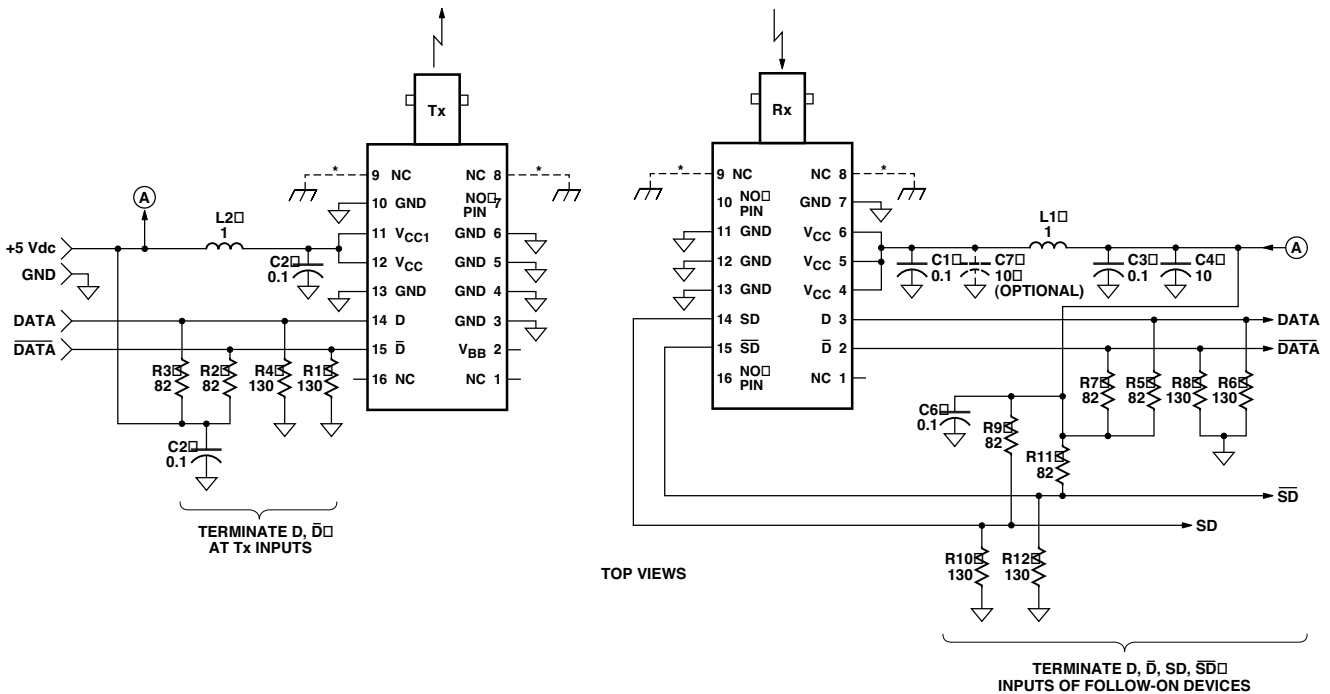 Tx
*
*
9 NC
NC 8
10 GND
NO
PIN 7
11 VCC1
GND 6
12 VCC
GND 5
13 GND
GND 4
14 D
GND 3
15 D̅
VBB 2
16 NC
NC 1
A
+5 Vdc
L2
1
C2
0.1
GND
DATA
D̅A̅T̅A̅
R3
82
R2
82
R4
130
R1
130
C2
0.1
TERMINATE D, D̅
AT Tx INPUTS
Rx
*
*
9 NC
NC 8
10 NO
PIN
GND 7
11 GND
VCC 6
12 GND
VCC 5
13 GND
VCC 4
14 SD
D 3
15 S̅D̅
D̅ 2
16 NO
PIN
NC 1
L1
1
A
C1
0.1
C7
10
(OPTIONAL)
C3
0.1
C4
10
DATA
D̅A̅T̅A̅
R7
82
R5
82
R8
130
R6
130
C6
0.1
R9
82
R11
82
S̅D̅
SD
R10
130
R12
130
TOP VIEWS
TERMINATE D, D̅, SD, S̅D̅
INPUTS OF FOLLOW-ON DEVICES